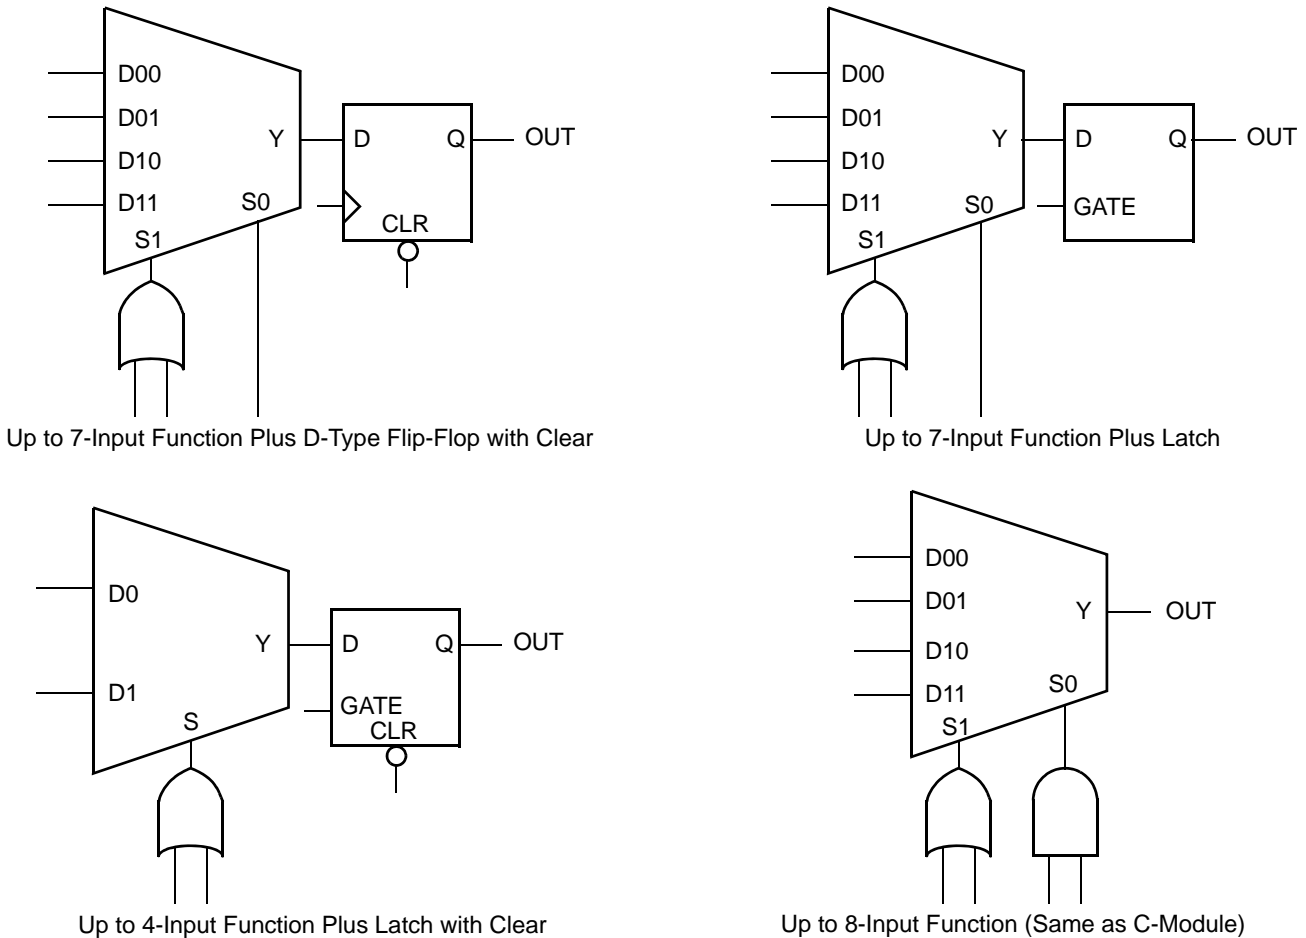 D00
D01
D10
D11
Y
S0
S1
D
Q
CLR
OUT
Up to 7-Input Function Plus D-Type Flip-Flop with Clear
D00
D01
D10
D11
Y
S0
S1
D
Q
GATE
OUT
Up to 7-Input Function Plus Latch
D0
D1
Y
S
D
Q
GATE
CLR
OUT
Up to 4-Input Function Plus Latch with Clear
D00
D01
D10
D11
Y
S0
S1
OUT
Up to 8-Input Function (Same as C-Module)